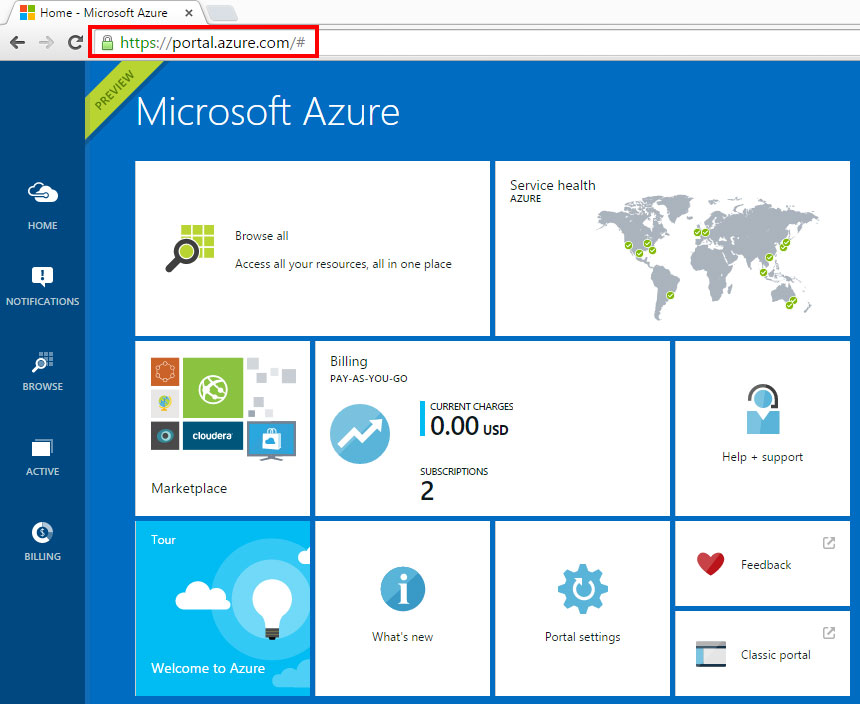 Home - Microsoft Azure
https://portal.azure.com/#
PREVIEW
Microsoft Azure
HOME
NOTIFICATIONS
BROWSE
ACTIVE
BILLING
Browse all
Access all your resources, all in one place
Service health
AZURE
cloudera
Marketplace
Billing
PAY-AS-YOU-GO
CURRENT CHARGES
0.00 USD
SUBSCRIPTIONS
2
Help + support
Tour
Welcome to Azure
What's new
Portal settings
Feedback
Classic portal